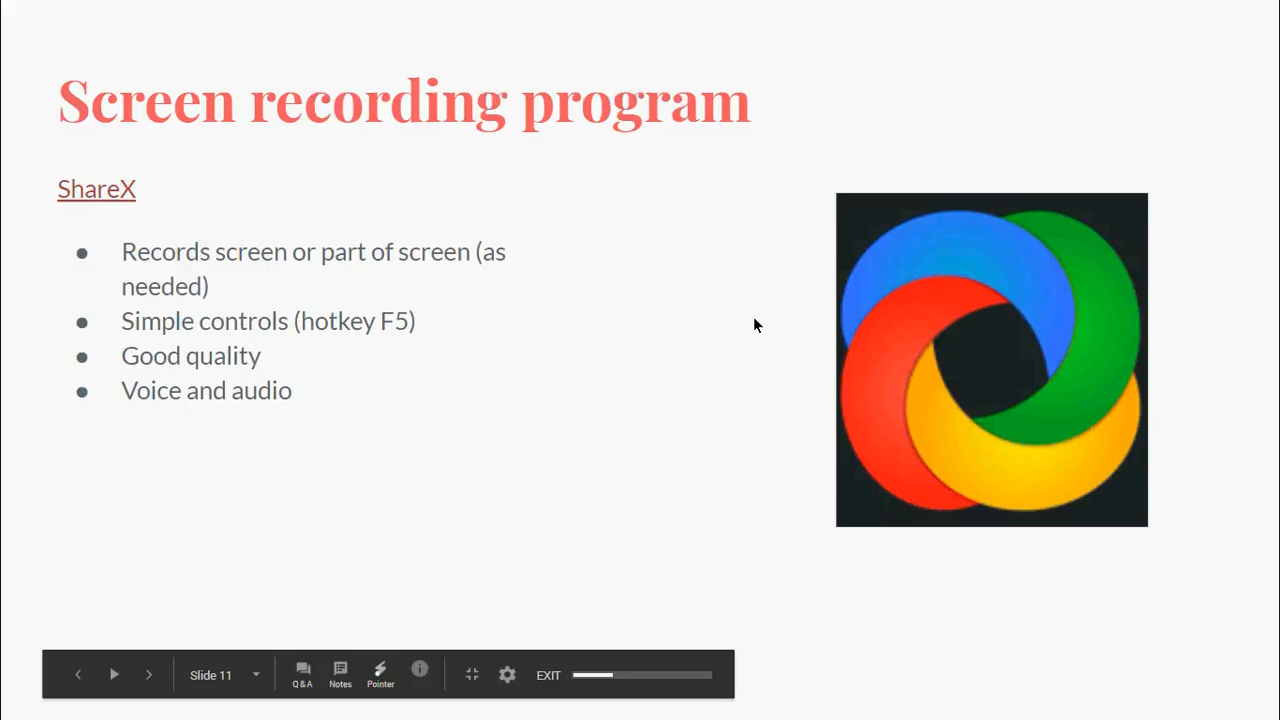 Screen recording program
ShareX
● Records screen or part of screen (as
needed)
● Simple controls (hotkey F5)
● Good quality
● Voice and audio
Slide 11
Q&A
Notes
Pointer
EXIT